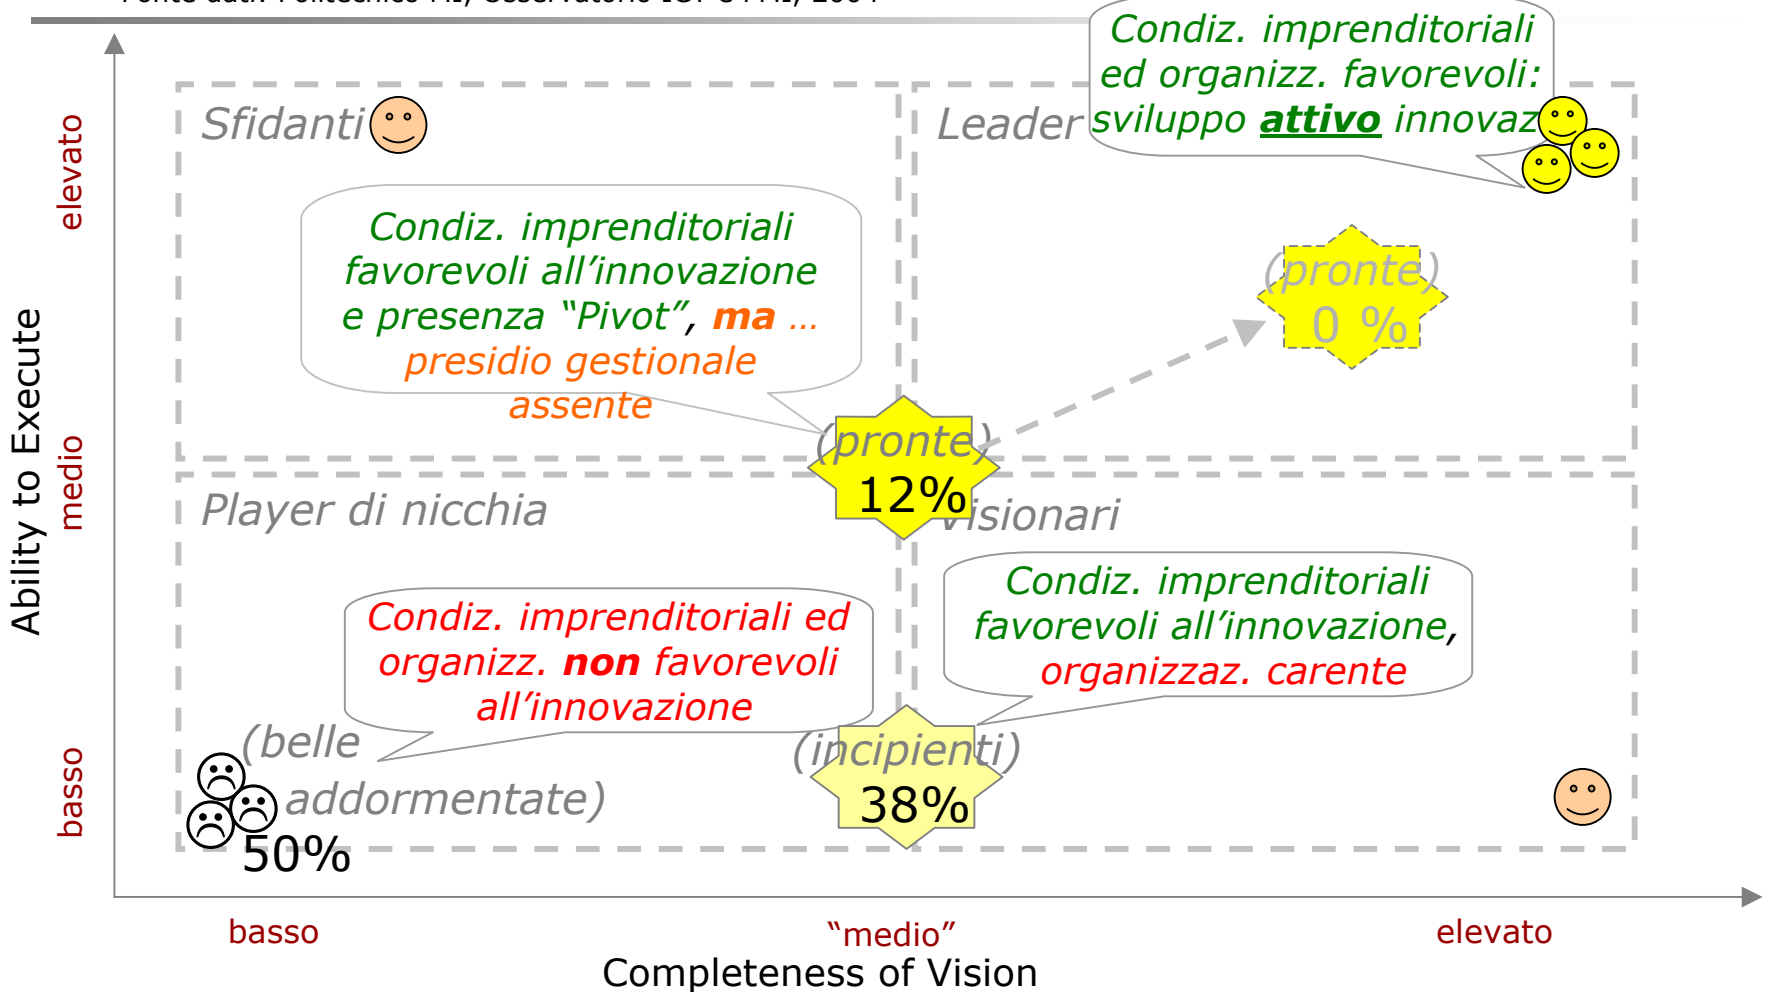 Condiz. imprenditoriali
ed organizz. favorevoli:
sviluppo attivo innovaz
Sfidanti
Leader
elevato
Condiz. imprenditoriali
favorevoli all’innovazione
e presenza “Pivot”, ma …
presidio gestionale
assente
(pronte)
0 %
(pronte)
12%
Ability to Execute
medio
Player di nicchia
Visionari
Condiz. imprenditoriali
favorevoli all’innovazione,
organizzaz. carente
Condiz. imprenditoriali ed
organizz. non favorevoli
all’innovazione
(belle
addormentate)
50%
(incipienti)
38%
basso
basso
“medio”
elevato
Completeness of Vision